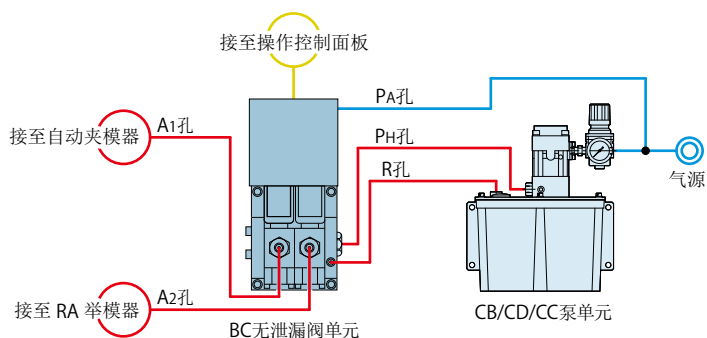 接至操作控制面板
PA孔
A1孔
接至自动夹模器
PH孔
R孔
气源
A2孔
接至 RA 举模器
BC无泄漏阀单元
CB/CD/CC泵单元